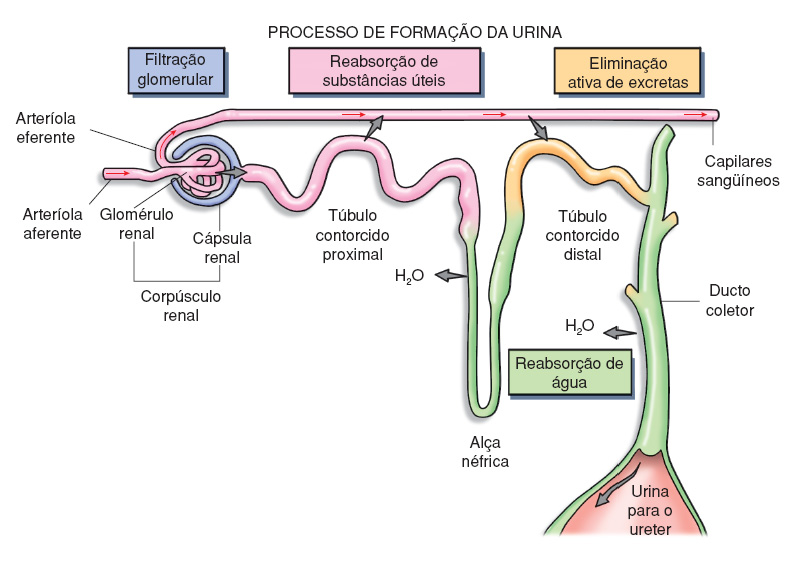 PROCESSO DE FORMAÇÃO DA URINA
Filtração
glomerular
Reabsorção de
substâncias úteis
Eliminação
ativa de excretas
Arteríola
eferente
Capilares
sangüíneos
Arteríola
aferente
Glomérulo
renal
Cápsula
renal
Corpúsculo
renal
Túbulo
contorcido
proximal
Túbulo
contorcido
distal
H₂O
Ducto
coletor
H₂O
Reabsorção de
água
Alça
néfrica
Urina
para o
ureter